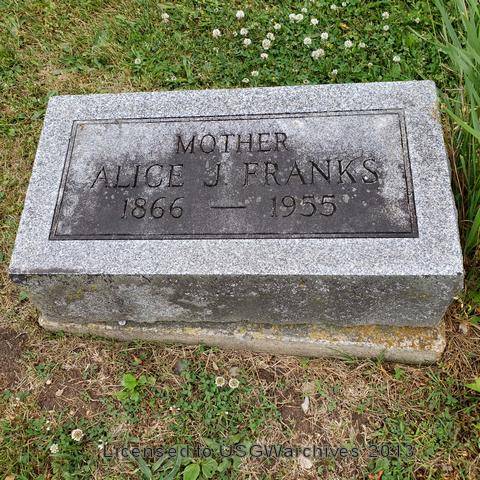 MOTHER
ALICE J. FRANKS
1866 — 1955
Licensed to USGWarchives 2013